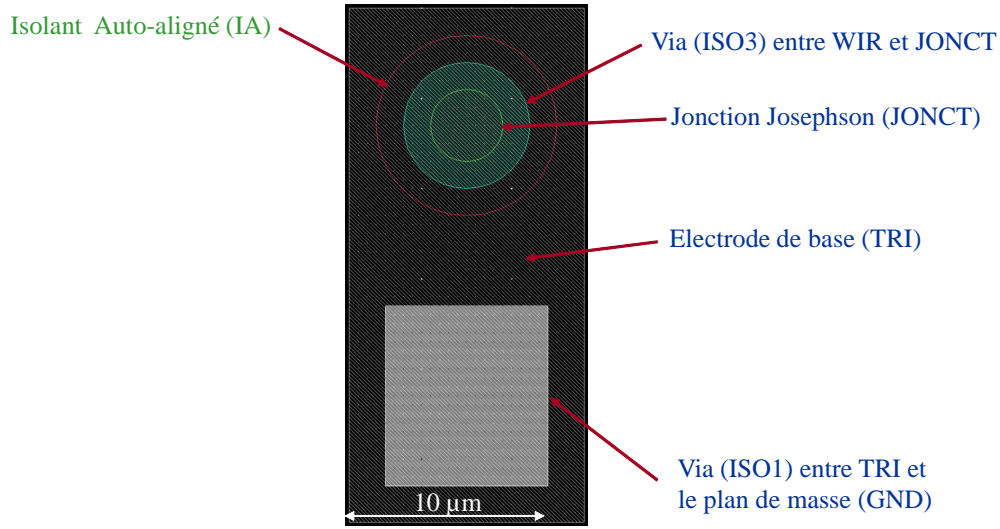 Isolant Auto-aligné (IA)
Via (ISO3) entre WIR et JONCT
Jonction Josephson (JONCT)
Electrode de base (TRI)
Via (ISO1) entre TRI et
le plan de masse (GND)
10 µm